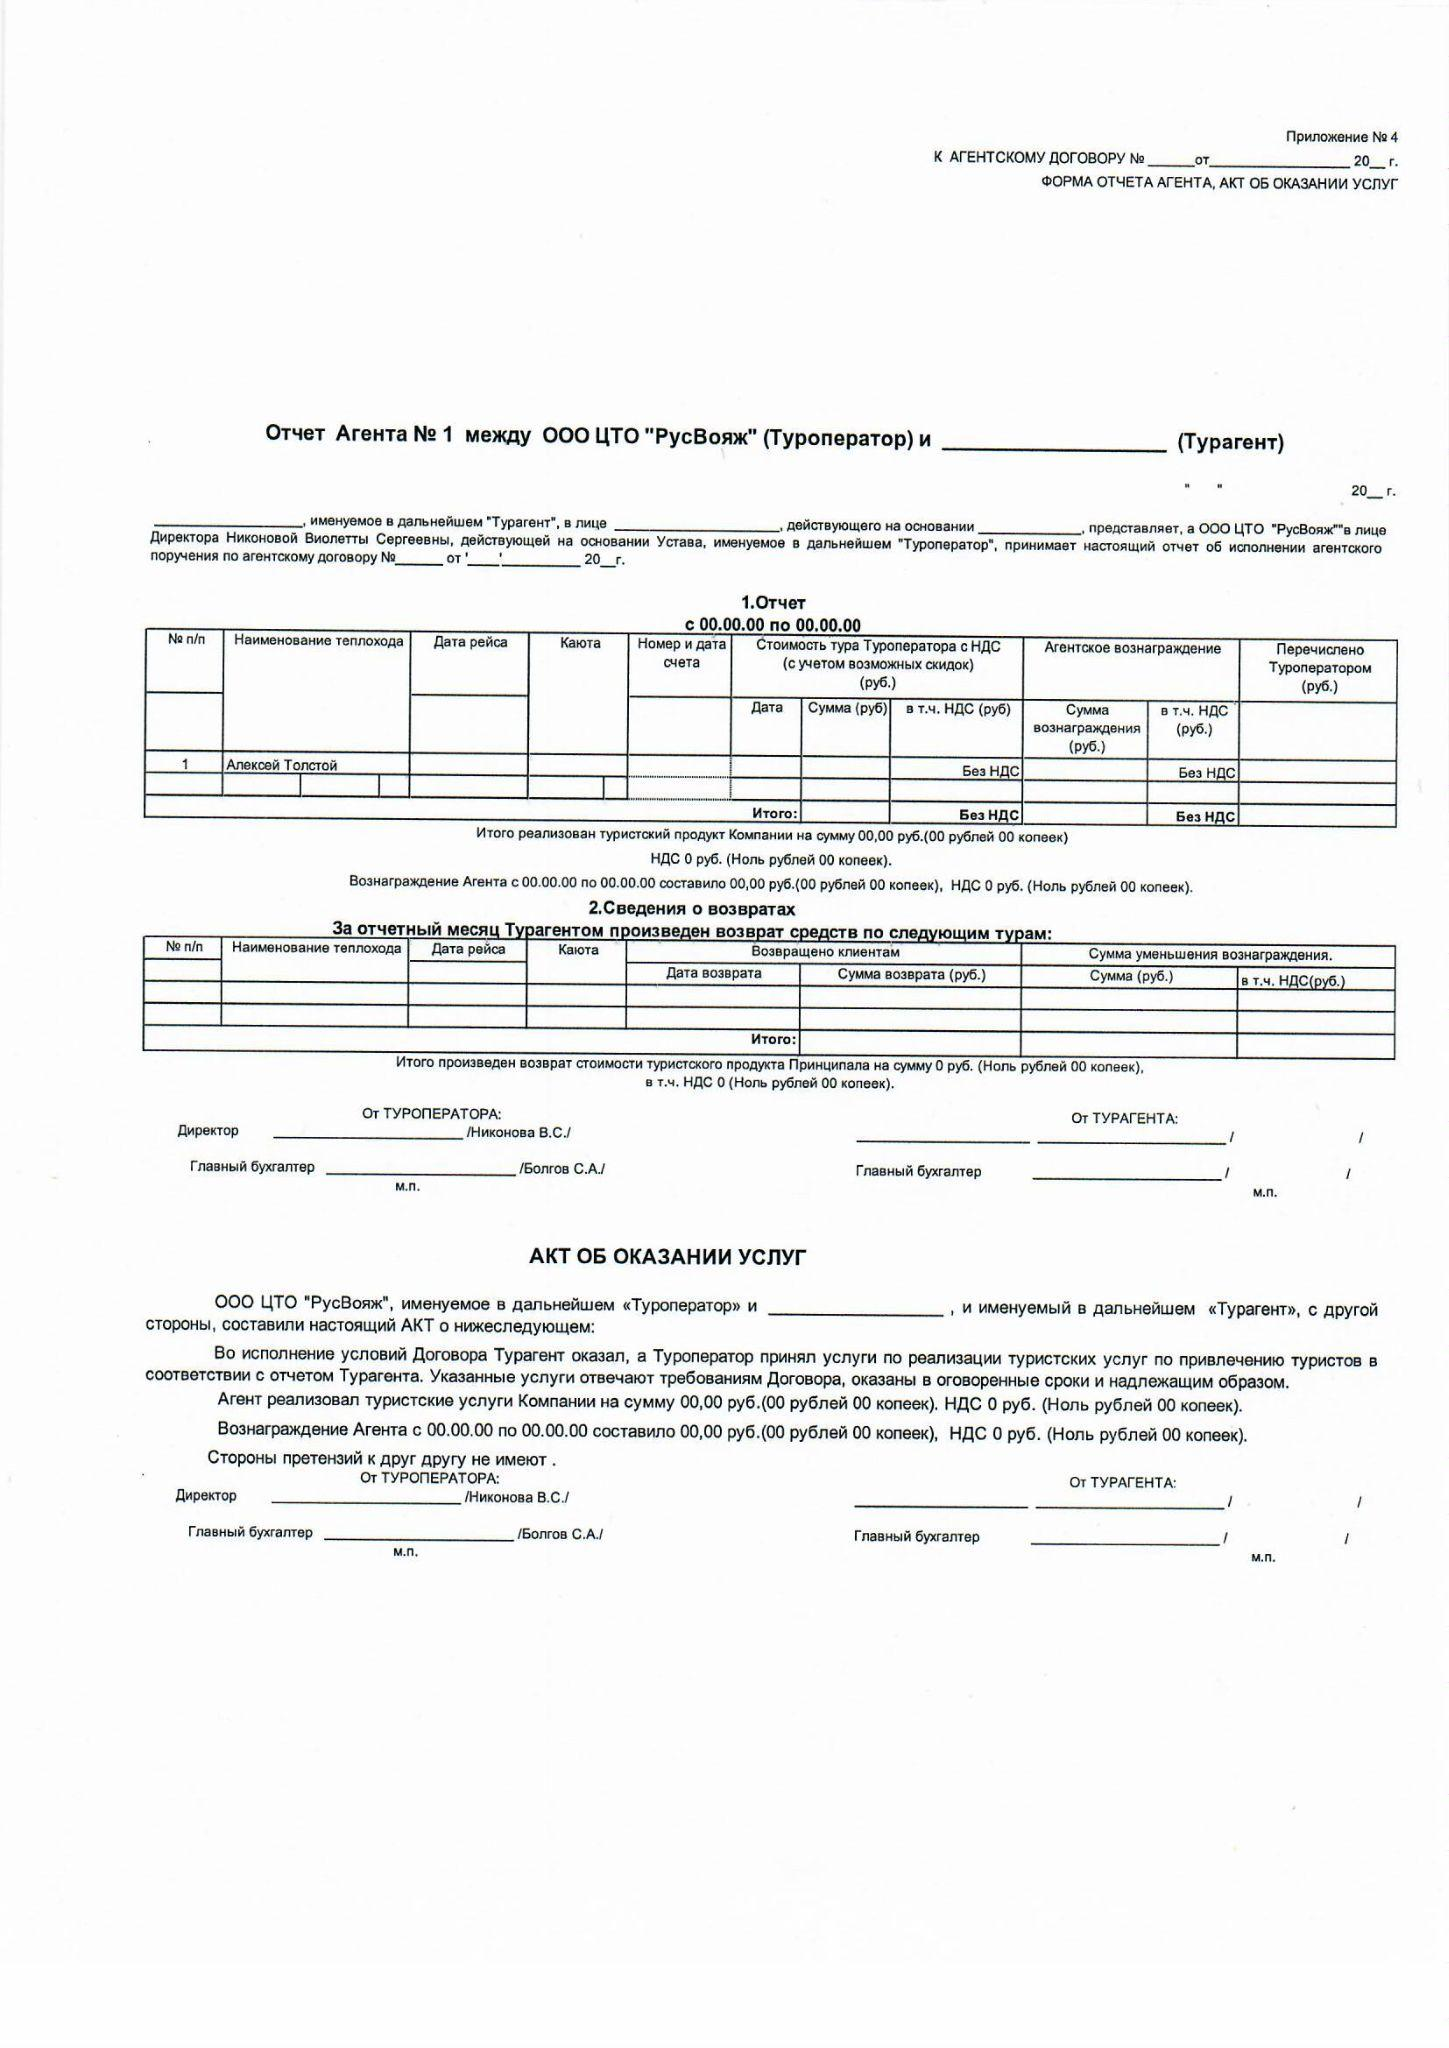 Приложение № 4
К АГЕНТСКОМУ ДОГОВОРУ № ______от__________________ 20__ г.
ФОРМА ОТЧЕТА АГЕНТА, АКТ ОБ ОКАЗАНИИ УСЛУГ
Отчет Агента № 1 между ООО ЦТО "РусВояж" (Туроператор) и __________________ (Турагент)
" " 20__ г.
___________________, именуемое в дальнейшем "Турагент", в лице _____________________, действующего на основании _____________, представляет, а ООО ЦТО "РусВояж""в лице
Директора Никоновой Виолетты Сергеевны, действующей на основании Устава, именуемое в дальнейшем "Туроператор", принимает настоящий отчет об исполнении агентского
поручения по агентскому договору №______ от '____'__________ 20__г.
1.Отчет
с 00.00.00 по 00.00.00
№ п/п Наименование теплохода Дата рейса Каюта Номер и дата Стоимость тура Туроператора с НДС Агентское вознаграждение Перечислено
счета (с учетом возможных скидок) Туроператором
(руб.) (руб.)
Дата Сумма (руб) в т.ч. НДС (руб) Сумма в т.ч. НДС
вознаграждения (руб.)
(руб.)
1 Алексей Толстой Без НДС Без НДС
Итого: Без НДС Без НДС
Итого реализован туристский продукт Компании на сумму 00,00 руб.(00 рублей 00 копеек)
НДС 0 руб. (Ноль рублей 00 копеек).
Вознаграждение Агента с 00.00.00 по 00.00.00 составило 00,00 руб.(00 рублей 00 копеек), НДС 0 руб. (Ноль рублей 00 копеек).
2.Сведения о возвратах
За отчетный месяц Турагентом произведен возврат средств по следующим турам:
№ п/п Наименование теплохода Дата рейса Каюта Возвращено клиентам Сумма уменьшения вознаграждения.
Дата возврата Сумма возврата (руб.) Сумма (руб.) в т.ч. НДС(руб.)
Итого:
Итого произведен возврат стоимости туристского продукта Принципала на сумму 0 руб. (Ноль рублей 00 копеек),
в т.ч. НДС 0 (Ноль рублей 00 копеек).
От ТУРОПЕРАТОРА: От ТУРАГЕНТА:
Директор ________________________ /Никонова В.С./ ______________________ ________________________ / /
Главный бухгалтер ________________________ /Болгов С.А./ Главный бухгалтер ________________________ / /
м.п. м.п.
АКТ ОБ ОКАЗАНИИ УСЛУГ
ООО ЦТО "РусВояж", именуемое в дальнейшем «Туроператор» и ____________________ , и именуемый в дальнейшем «Турагент», с другой
стороны, составили настоящий АКТ о нижеследующем:
Во исполнение условий Договора Турагент оказал, а Туроператор принял услуги по реализации туристских услуг по привлечению туристов в
соответствии с отчетом Турагента. Указанные услуги отвечают требованиям Договора, оказаны в оговоренные сроки и надлежащим образом.
Агент реализовал туристские услуги Компании на сумму 00,00 руб.(00 рублей 00 копеек). НДС 0 руб. (Ноль рублей 00 копеек).
Вознаграждение Агента с 00.00.00 по 00.00.00 составило 00,00 руб.(00 рублей 00 копеек), НДС 0 руб. (Ноль рублей 00 копеек).
Стороны претензий к друг другу не имеют .
От ТУРОПЕРАТОРА: От ТУРАГЕНТА:
Директор ________________________ /Никонова В.С./ ______________________ ________________________ / /
Главный бухгалтер ________________________ /Болгов С.А./ Главный бухгалтер ________________________ / /
м.п. м.п.